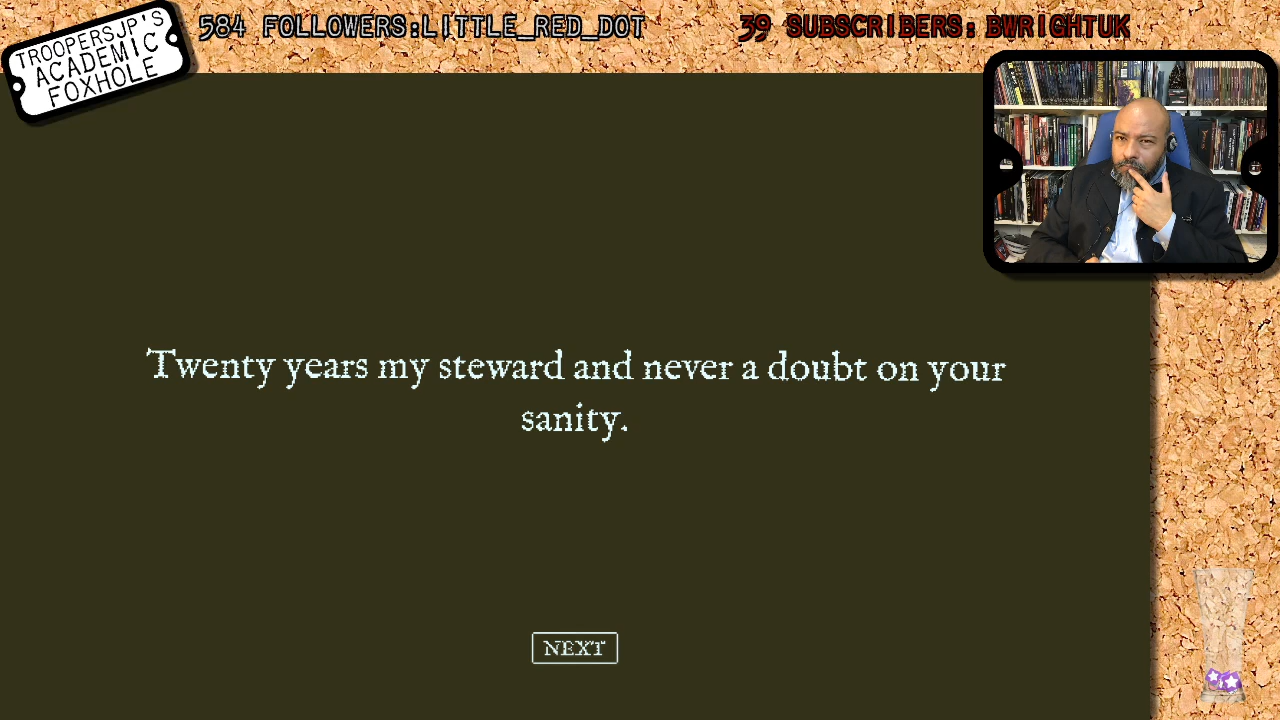 TROOPERSJP'S
ACADEMIC
FOXHOLE
584 FOLLOWERS:LITTLE_RED_DOT
39 SUBSCRIBERS: BWRIGHTUK
Twenty years my steward and never a doubt on your
sanity.
NEXT